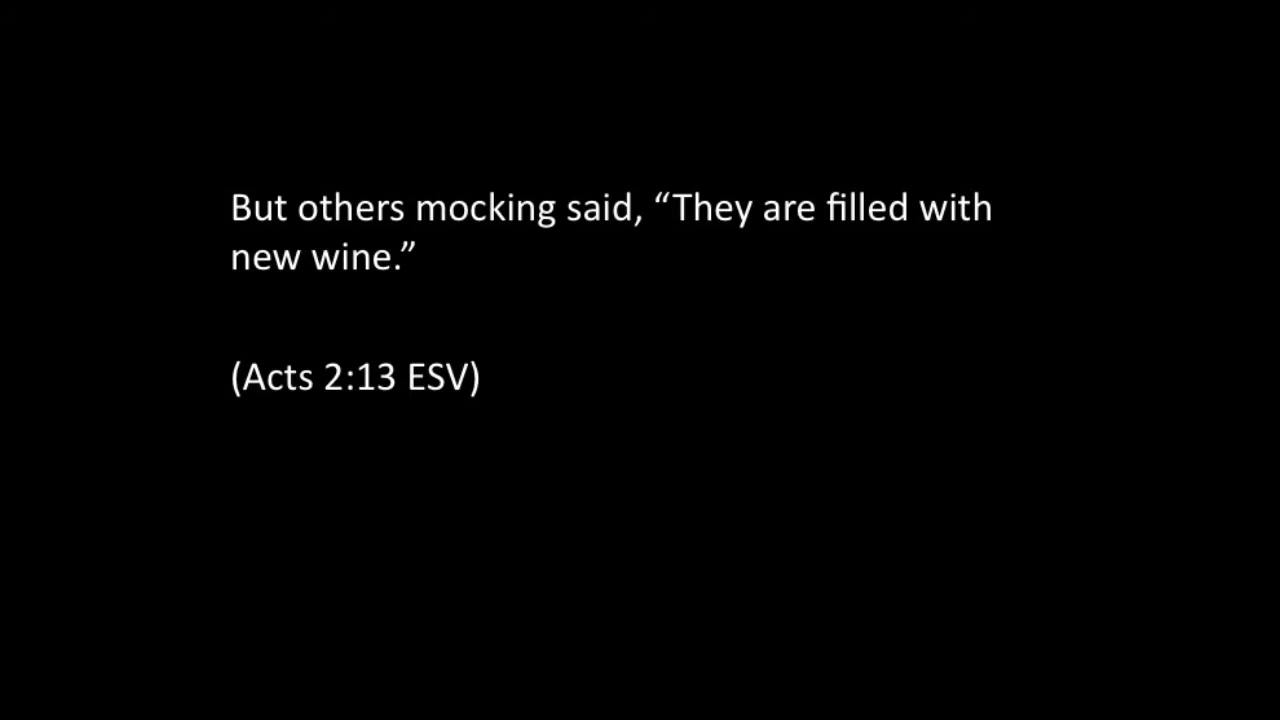 But others mocking said, “They are filled with
new wine.”
(Acts 2:13 ESV)